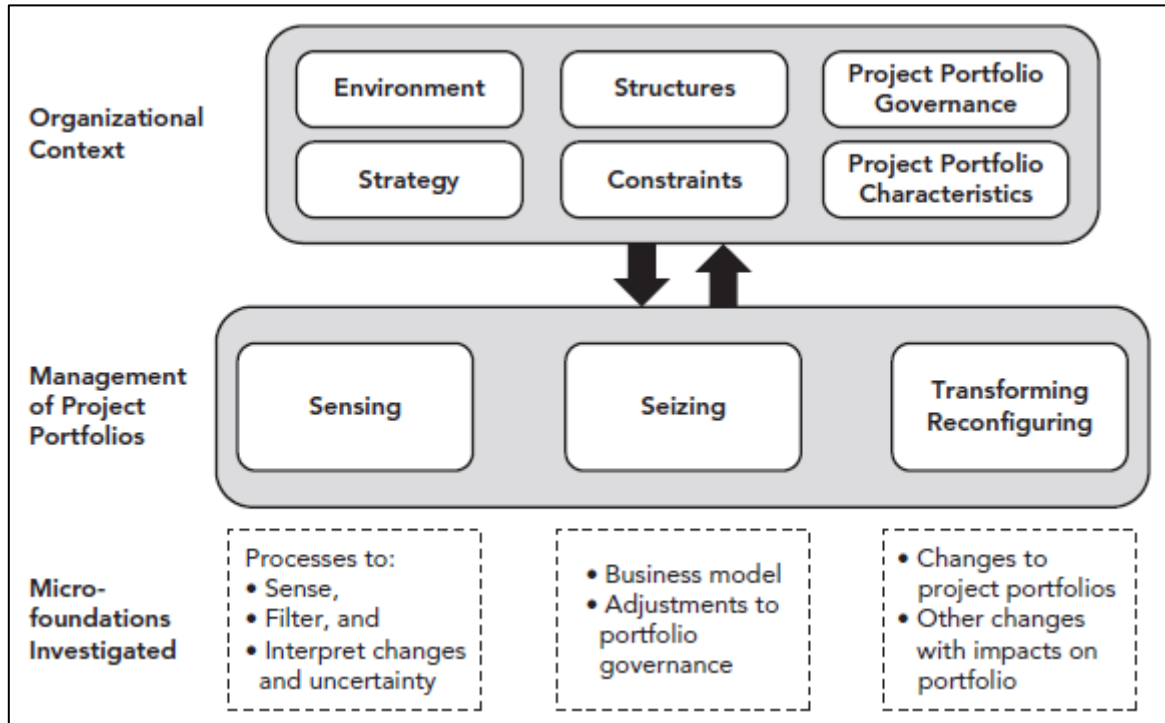 Organizational
Context
Environment
Structures
Project Portfolio
Governance
Strategy
Constraints
Project Portfolio
Characteristics
Management
of Project
Portfolios
Sensing
Seizing
Transforming
Reconfiguring
Micro-
foundations
Investigated
Processes to:
• Sense,
• Filter, and
• Interpret changes
and uncertainty
• Business model
• Adjustments to
portfolio
governance
• Changes to
project portfolios
• Other changes
with impacts on
portfolio